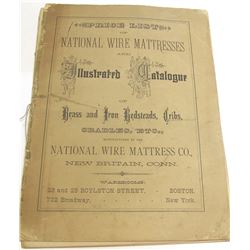 PRICE LIST
OF
NATIONAL WIRE MATTRESSES
AND
Illustrated Catalogue
OF
Brass and Iron Bedsteads, Cribs,
CRADLES, ETC.,
MANUFACTURED BY THE
NATIONAL WIRE MATTRESS CO.,
NEW BRITAIN, CONN.
WAREROOMS:
23 and 25 BOYLSTON STREET, BOSTON.
722 Broadway, New York.